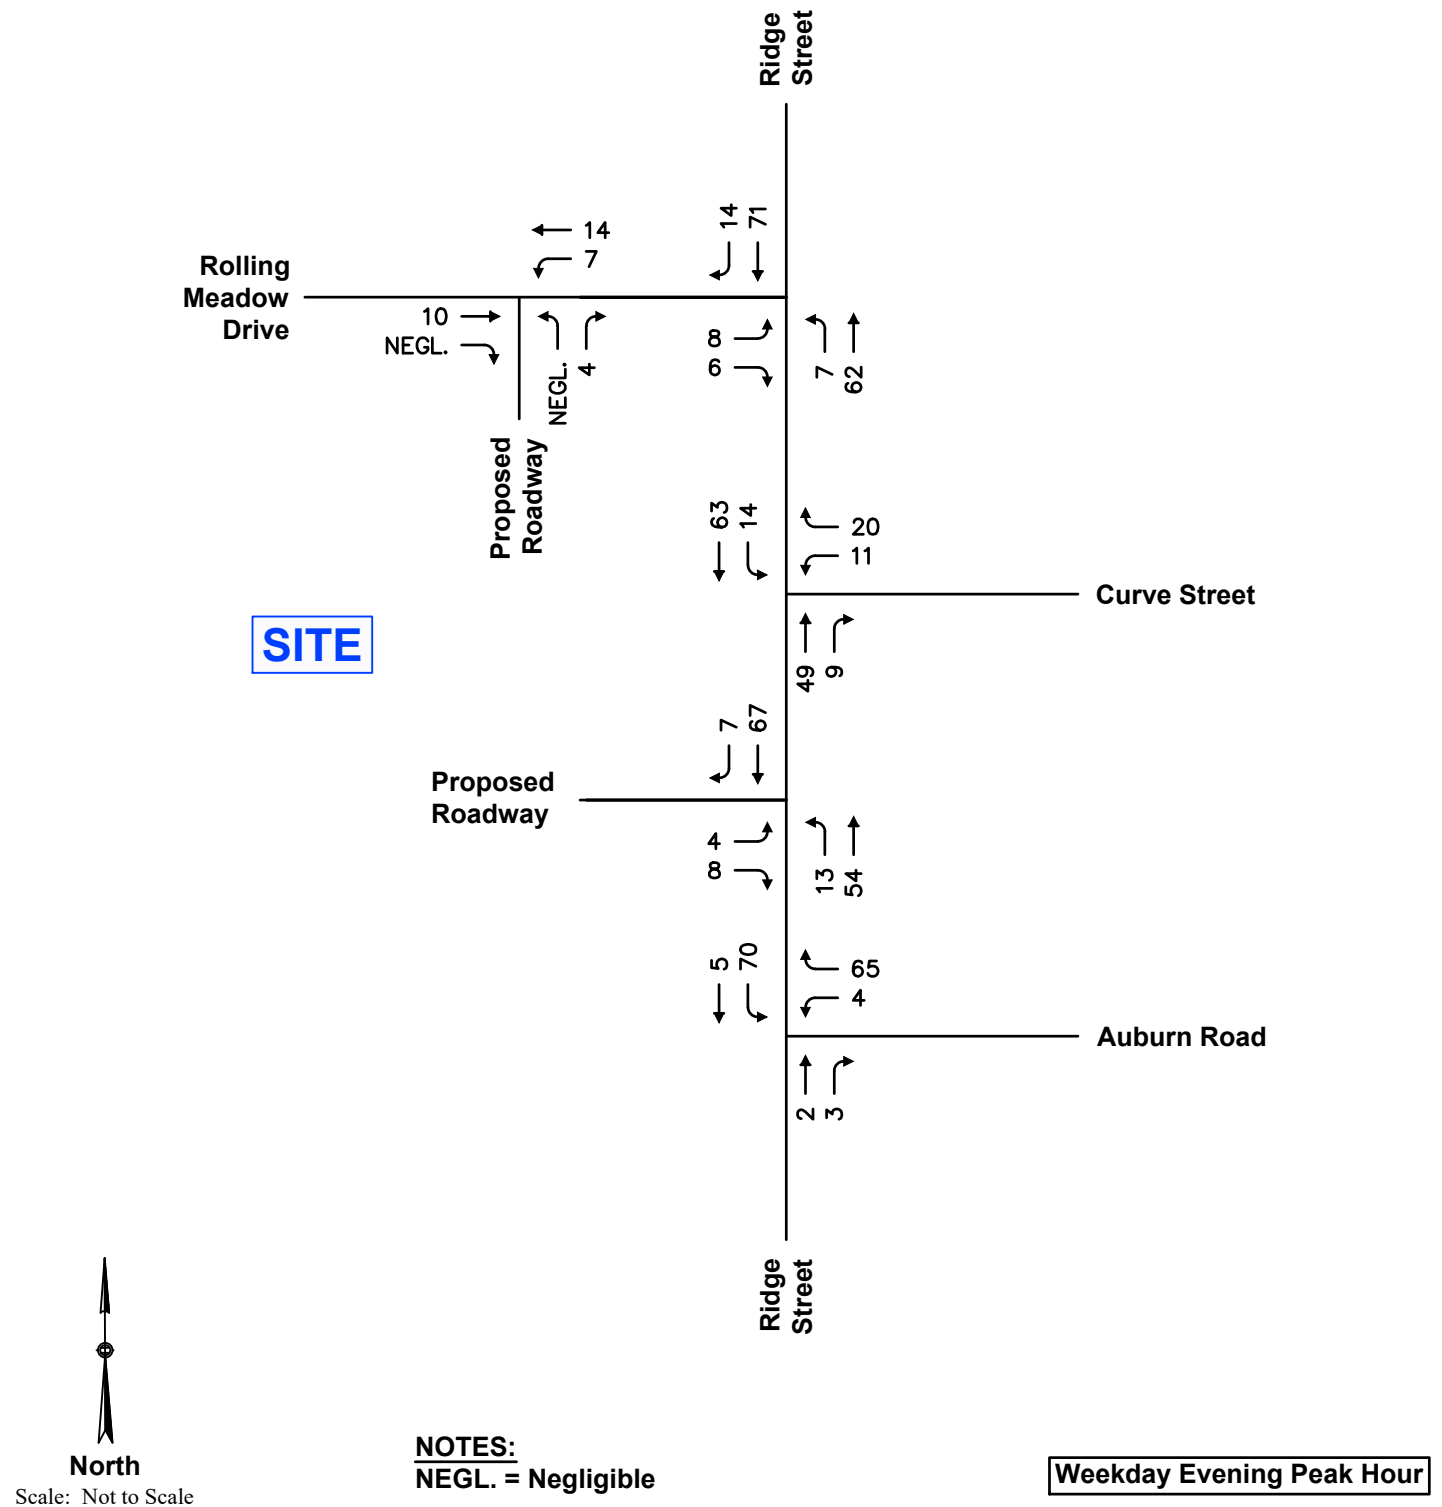 Ridge
Street
14
71
14
7
Rolling
Meadow
Drive
10
NEGL.
NEGL.
4
8
6
7
62
Proposed
Roadway
63
14
20
11
Curve Street
SITE
49
9
7
67
Proposed
Roadway
4
8
13
54
5
70
65
4
Auburn Road
2
3
Ridge
Street
North
Scale: Not to Scale
NOTES:
NEGL. = Negligible
Weekday Evening Peak Hour